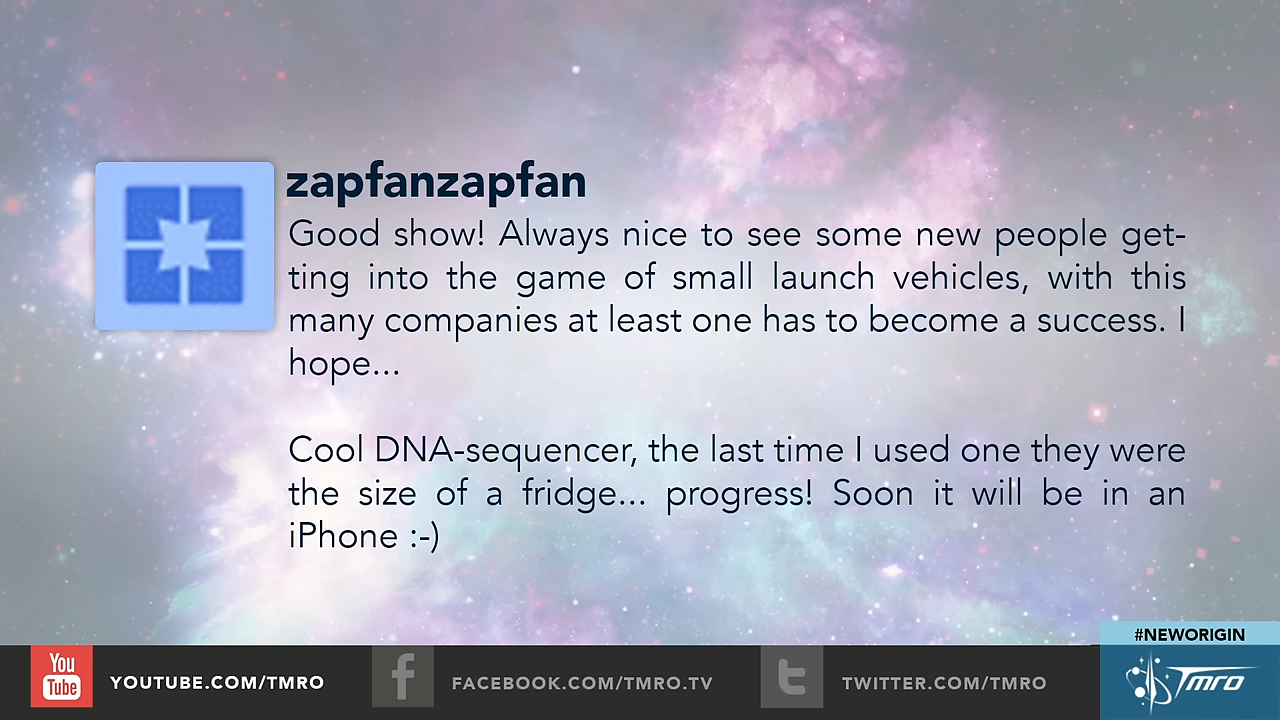 zapfanzapfan
Good show! Always nice to see some new people get-
ting into the game of small launch vehicles, with this
many companies at least one has to become a success. I
hope...
Cool DNA-sequencer, the last time I used one they were
the size of a fridge... progress! Soon it will be in an
iPhone :-)
#NEWORIGIN
You
Tube
YOUTUBE.COM/TMRO
f
FACEBOOK.COM/TMRO.TV
t
TWITTER.COM/TMRO
Tmro